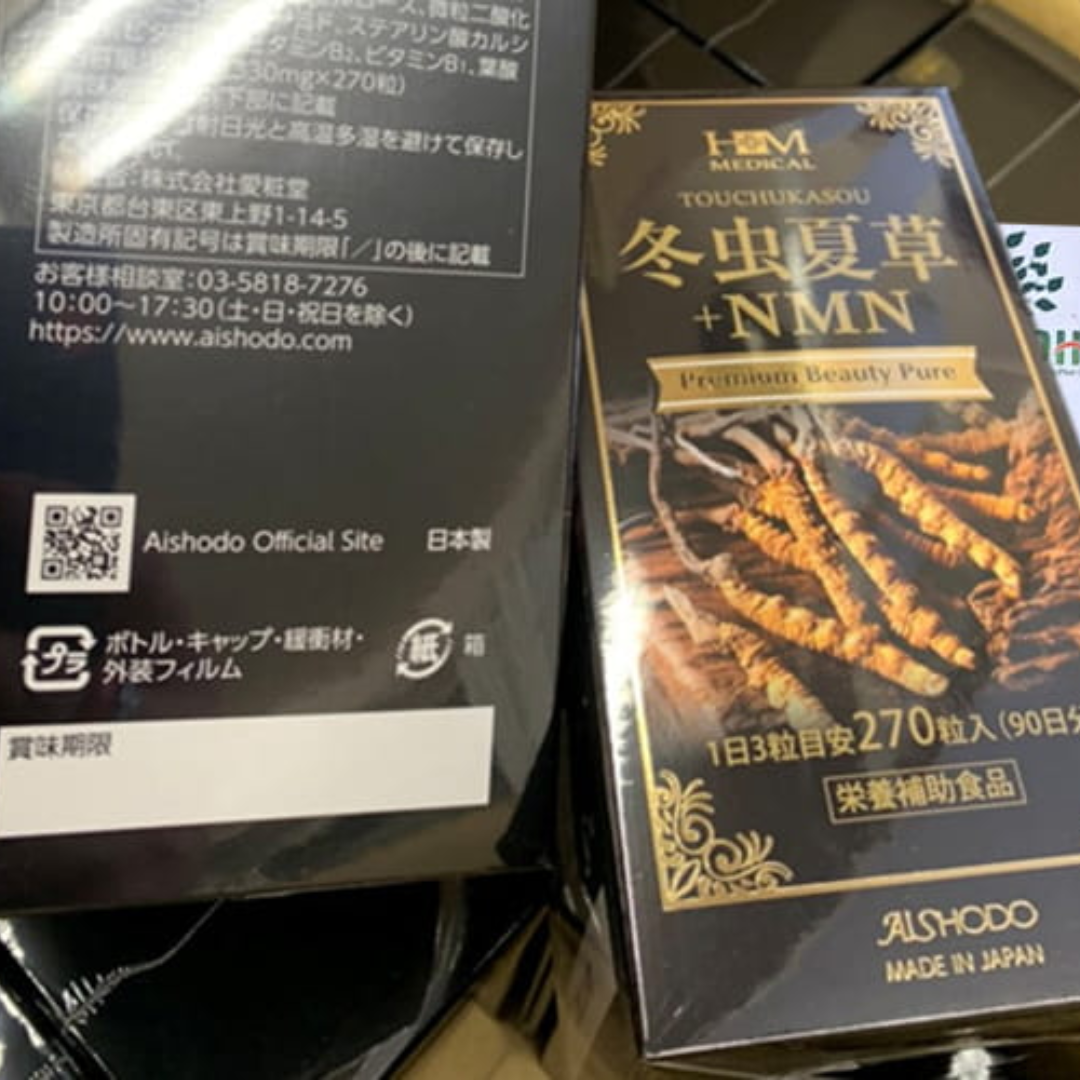 ロース、微粒二酸化
ステアリン酸カルシ
ビタミンB₂、ビタミンB₁、葉酸
330mg×270粒)
下部に記載
直射日光と高温多湿を避けて保存し
株式会社愛粧堂
東京都台東区東上野1-14-5
製造所固有記号は賞味期限「／」の後に記載
お客様相談室：03-5818-7276
10：00～17：30（土・日・祝日を除く）
https://www.aishodo.com
Aishodo Official Site 日本製
プラ ボトル・キャップ・緩衝材・
外装フィルム
紙 箱
賞味期限
H&M
MEDICAL
TOUCHUKASOU
冬虫夏草
+NMN
Premium Beauty Pure
1日3粒目安270粒入（90日分
栄養補助食品
AISHODO
MADE IN JAPAN